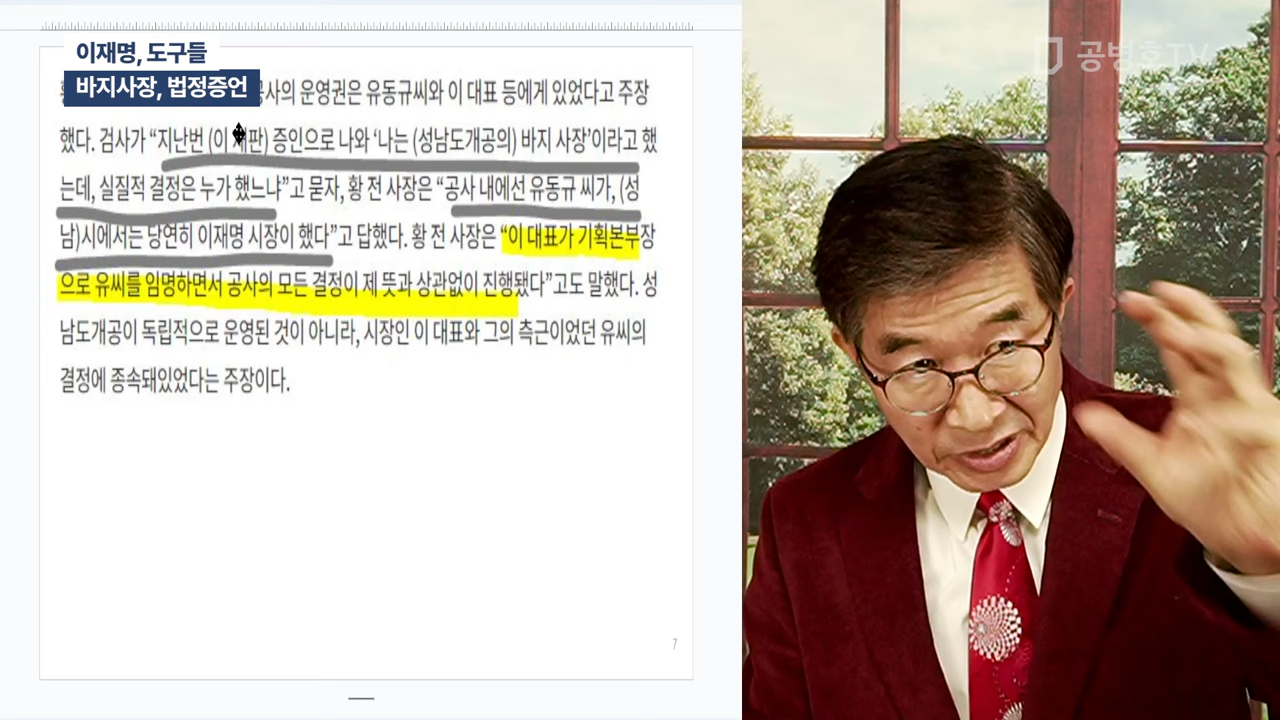 이재명, 도구들
바지사장, 법정증언
공병호TV
공사의 운영권은 유동규씨와 이 대표 등에게 있었다고 주장
했다. 검사가 “지난번 (이 재판) 증인으로 나와 ‘나는 (성남도개공의) 바지 사장’이라고 했
는데, 실질적 결정은 누가 했느냐”고 묻자, 황 전 사장은 “공사 내에선 유동규 씨가, (성
남)시에서는 당연히 이재명 시장이 했다”고 답했다. 황 전 사장은 “이 대표가 기획본부장
으로 유씨를 임명하면서 공사의 모든 결정이 제 뜻과 상관없이 진행됐다”고도 말했다. 성
남도개공이 독립적으로 운영된 것이 아니라, 시장인 이 대표와 그의 측근이었던 유씨의
결정에 종속돼있었다는 주장이다.
7